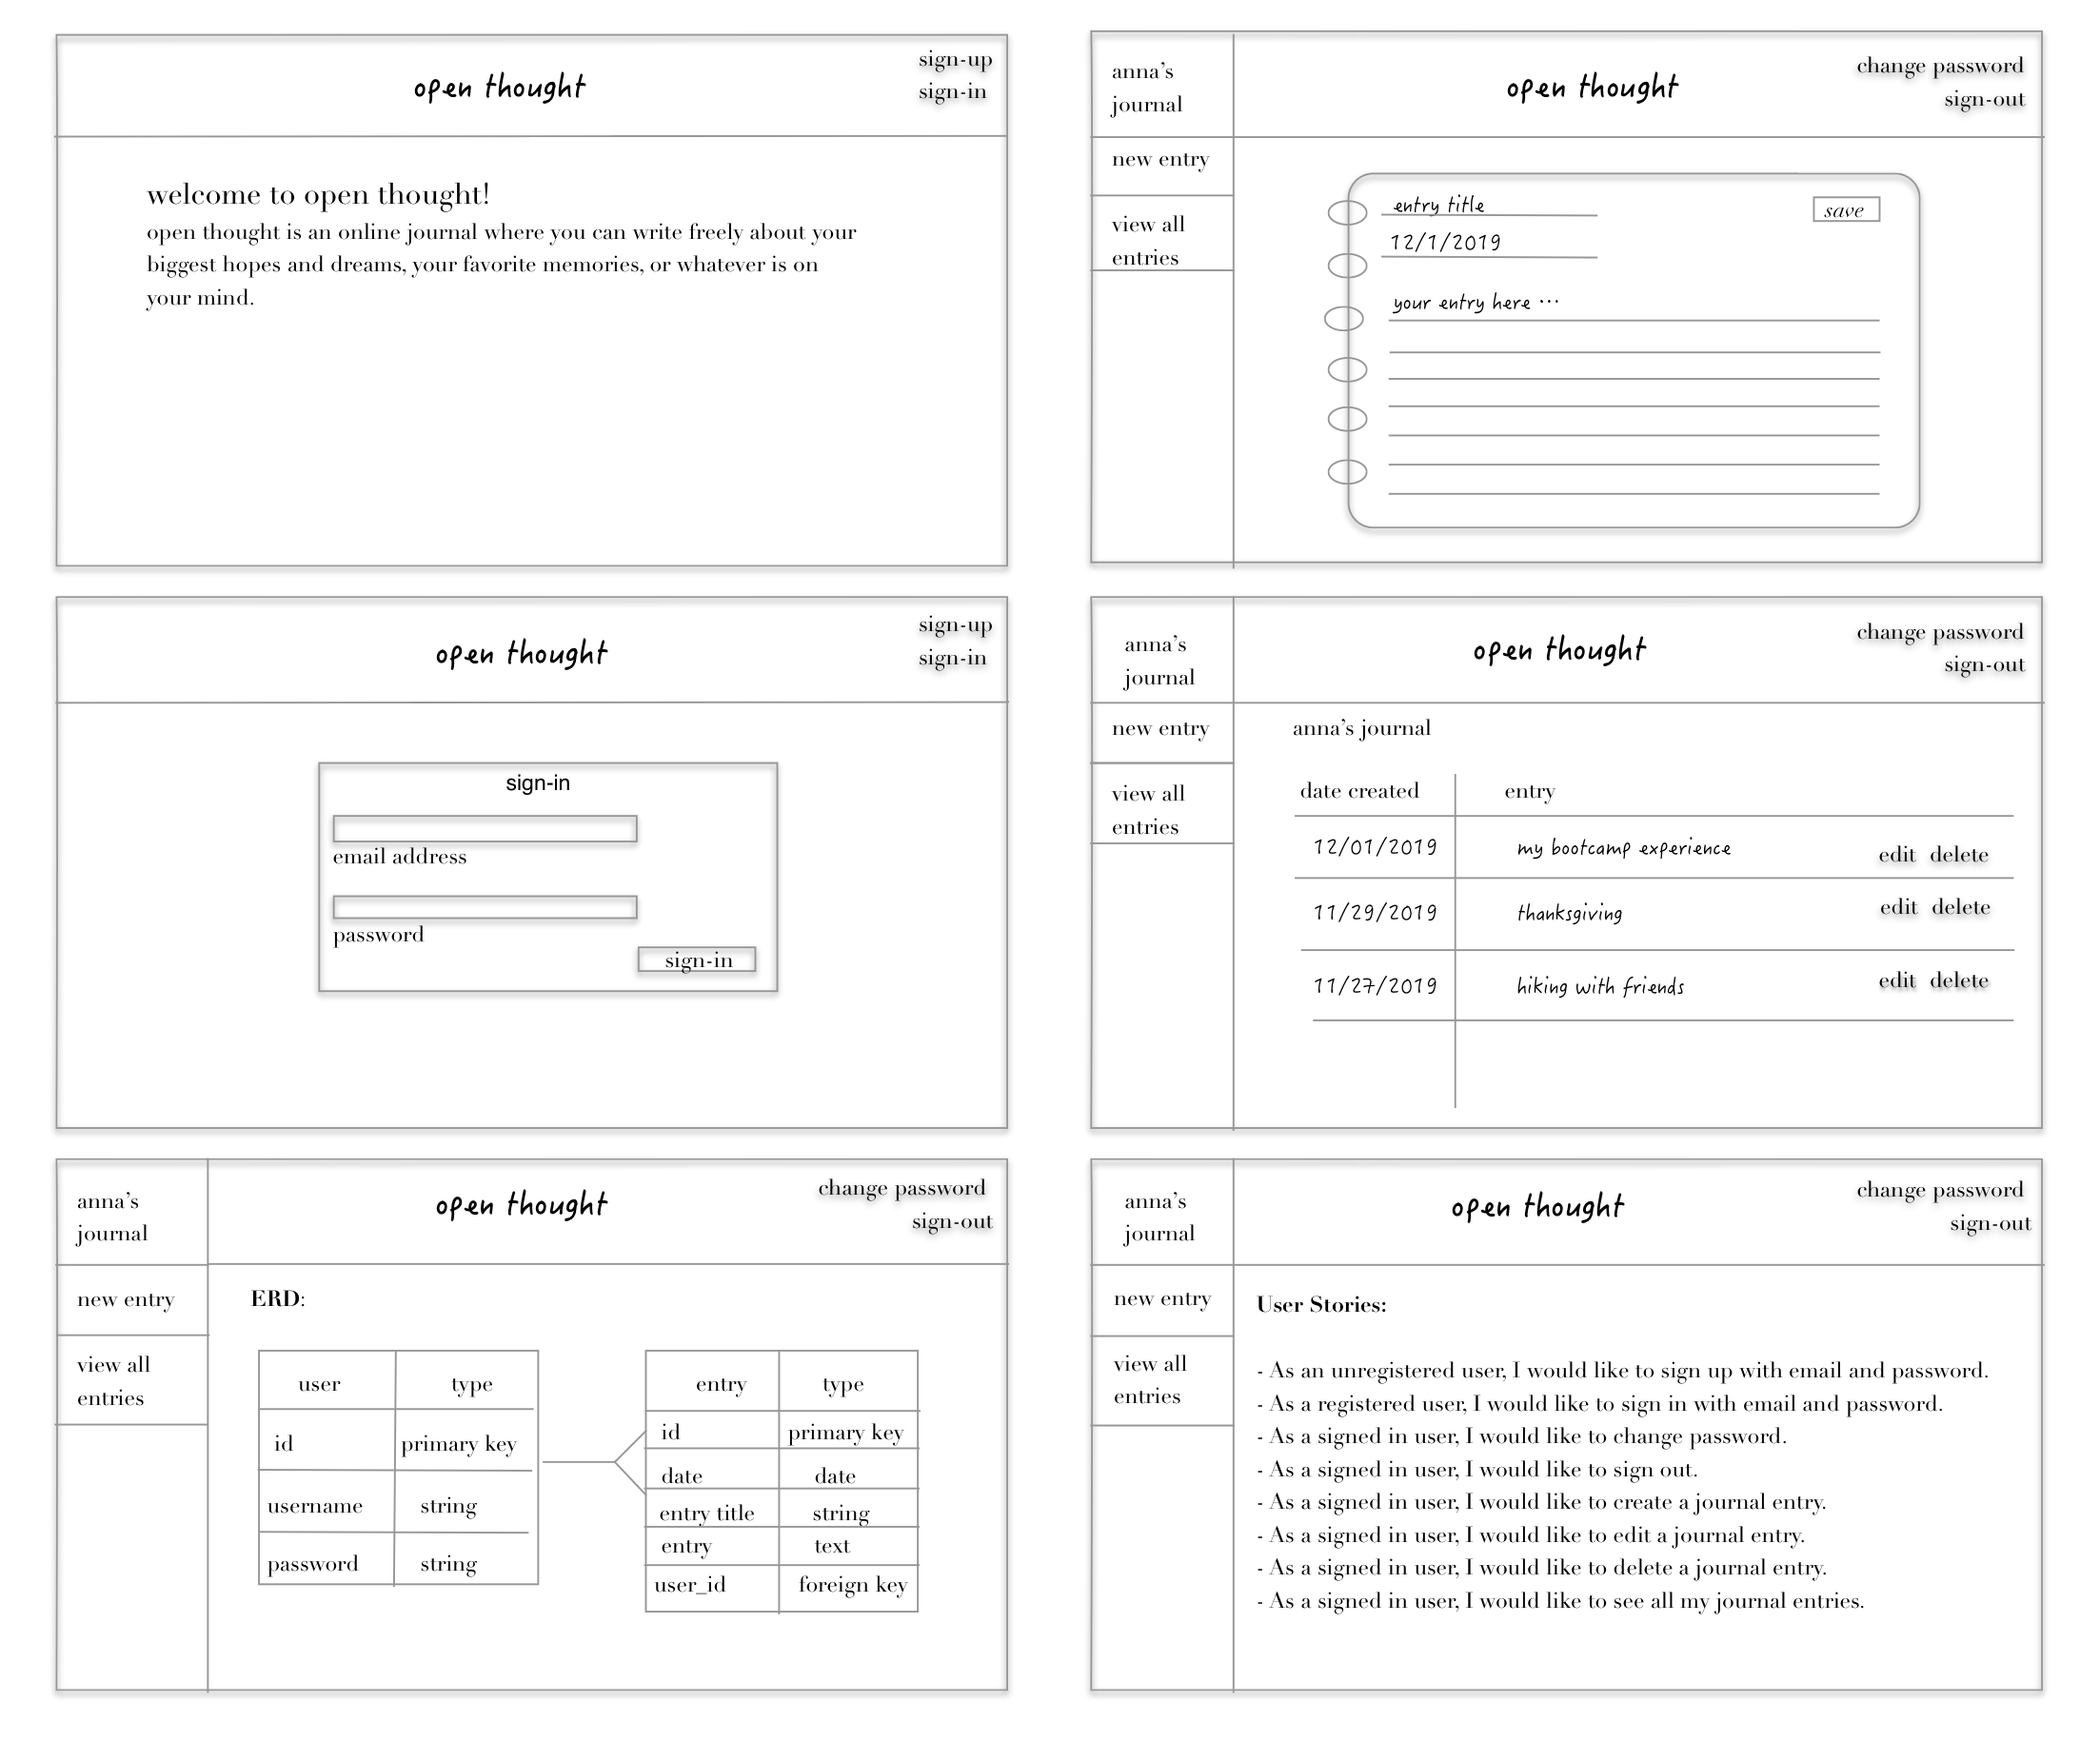 open thought
sign-up
sign-in
welcome to open thought!
open thought is an online journal where you can write freely about your
biggest hopes and dreams, your favorite memories, or whatever is on
your mind.
anna's
journal
open thought
change password
sign-out
new entry
view all
entries
entry title
save
12/1/2019
your entry here ...
open thought
sign-up
sign-in
sign-in
email address
password
sign-in
anna's
journal
open thought
change password
sign-out
new entry
view all
entries
anna's journal
date created entry
12/01/2019 my bootcamp experience edit delete
11/29/2019 thanksgiving edit delete
11/27/2019 hiking with friends edit delete
anna's
journal
open thought
change password
sign-out
new entry
view all
entries
ERD:
user type
id primary key
username string
password string
entry type
id primary key
date date
entry title string
entry text
user_id foreign key
anna's
journal
open thought
change password
sign-out
new entry
view all
entries
User Stories:
- As an unregistered user, I would like to sign up with email and password.
- As a registered user, I would like to sign in with email and password.
- As a signed in user, I would like to change password.
- As a signed in user, I would like to sign out.
- As a signed in user, I would like to create a journal entry.
- As a signed in user, I would like to edit a journal entry.
- As a signed in user, I would like to delete a journal entry.
- As a signed in user, I would like to see all my journal entries.